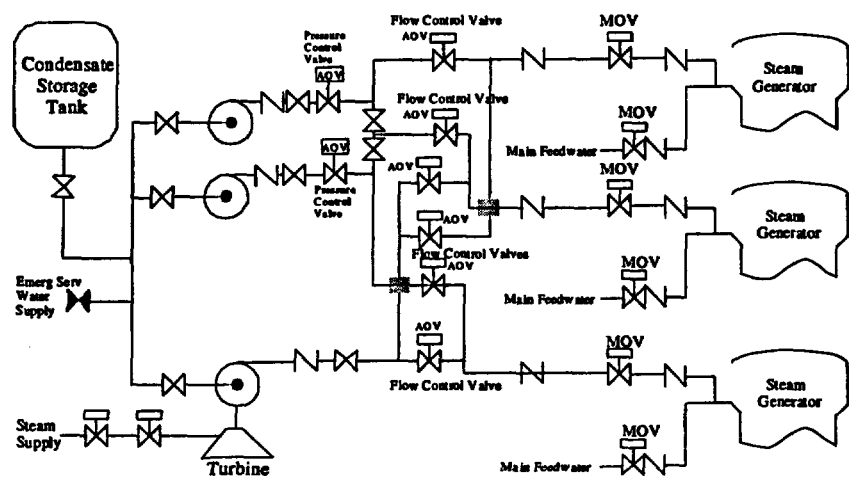 Condensate
Storage
Tank
Emerg Serv
Water
Supply
Steam
Supply
Turbine
Pressure
Control
Valve
AOV
AOV
Pressure
Control
Valve
Flow Control Valve
AOV
Flow Control Valve
AOV
AOV
AOV
Flow Control Valves
AOV
AOV
Flow Control Valve
MOV
Steam
Generator
MOV
Main Feedwater
MOV
Steam
Generator
MOV
Main Feedwater
MOV
Steam
Generator
MOV
Main Feedwater